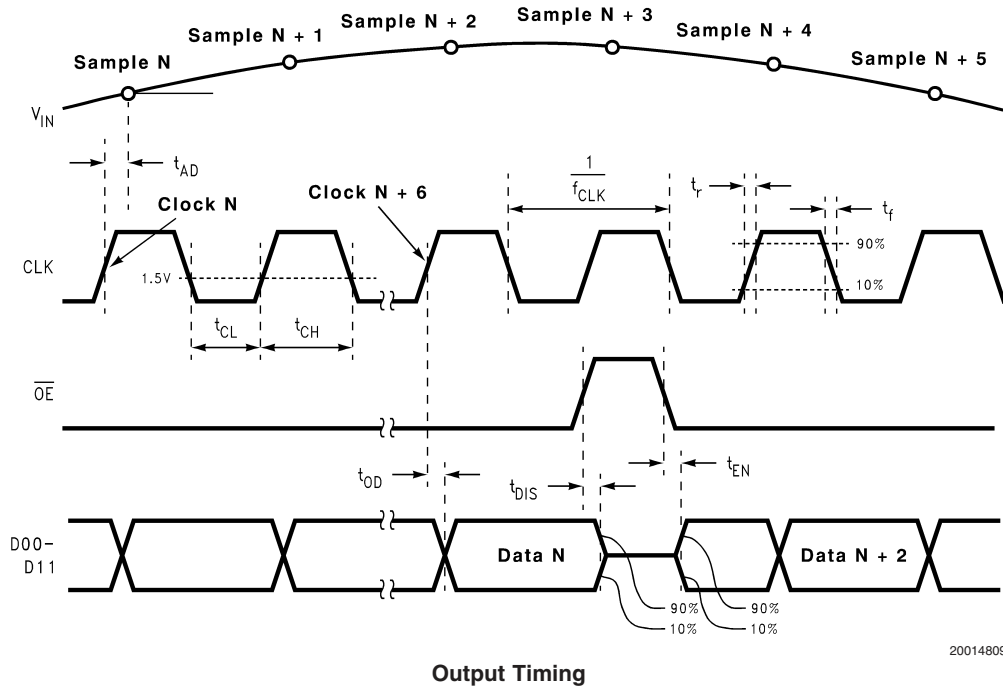 Sample N
Sample N + 1
Sample N + 2
Sample N + 3
Sample N + 4
Sample N + 5
VIN
tAD
Clock N
Clock N + 6
1
fCLK
tr
tf
CLK
1.5V
90%
10%
tCL
tCH
OE
tOD
tDIS
tEN
D00-
D11
Data N
Data N + 2
90%
10%
90%
10%
20014809
Output Timing